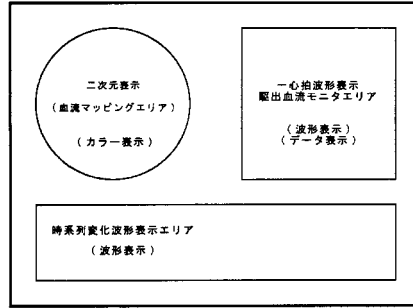 二次元表示
(血流マッピングエリア)
(カラー表示)
一心拍波形表示
駆出血流モニタエリア
(波形表示)
(データ表示)
時系列変化波形表示エリア
(波形表示)